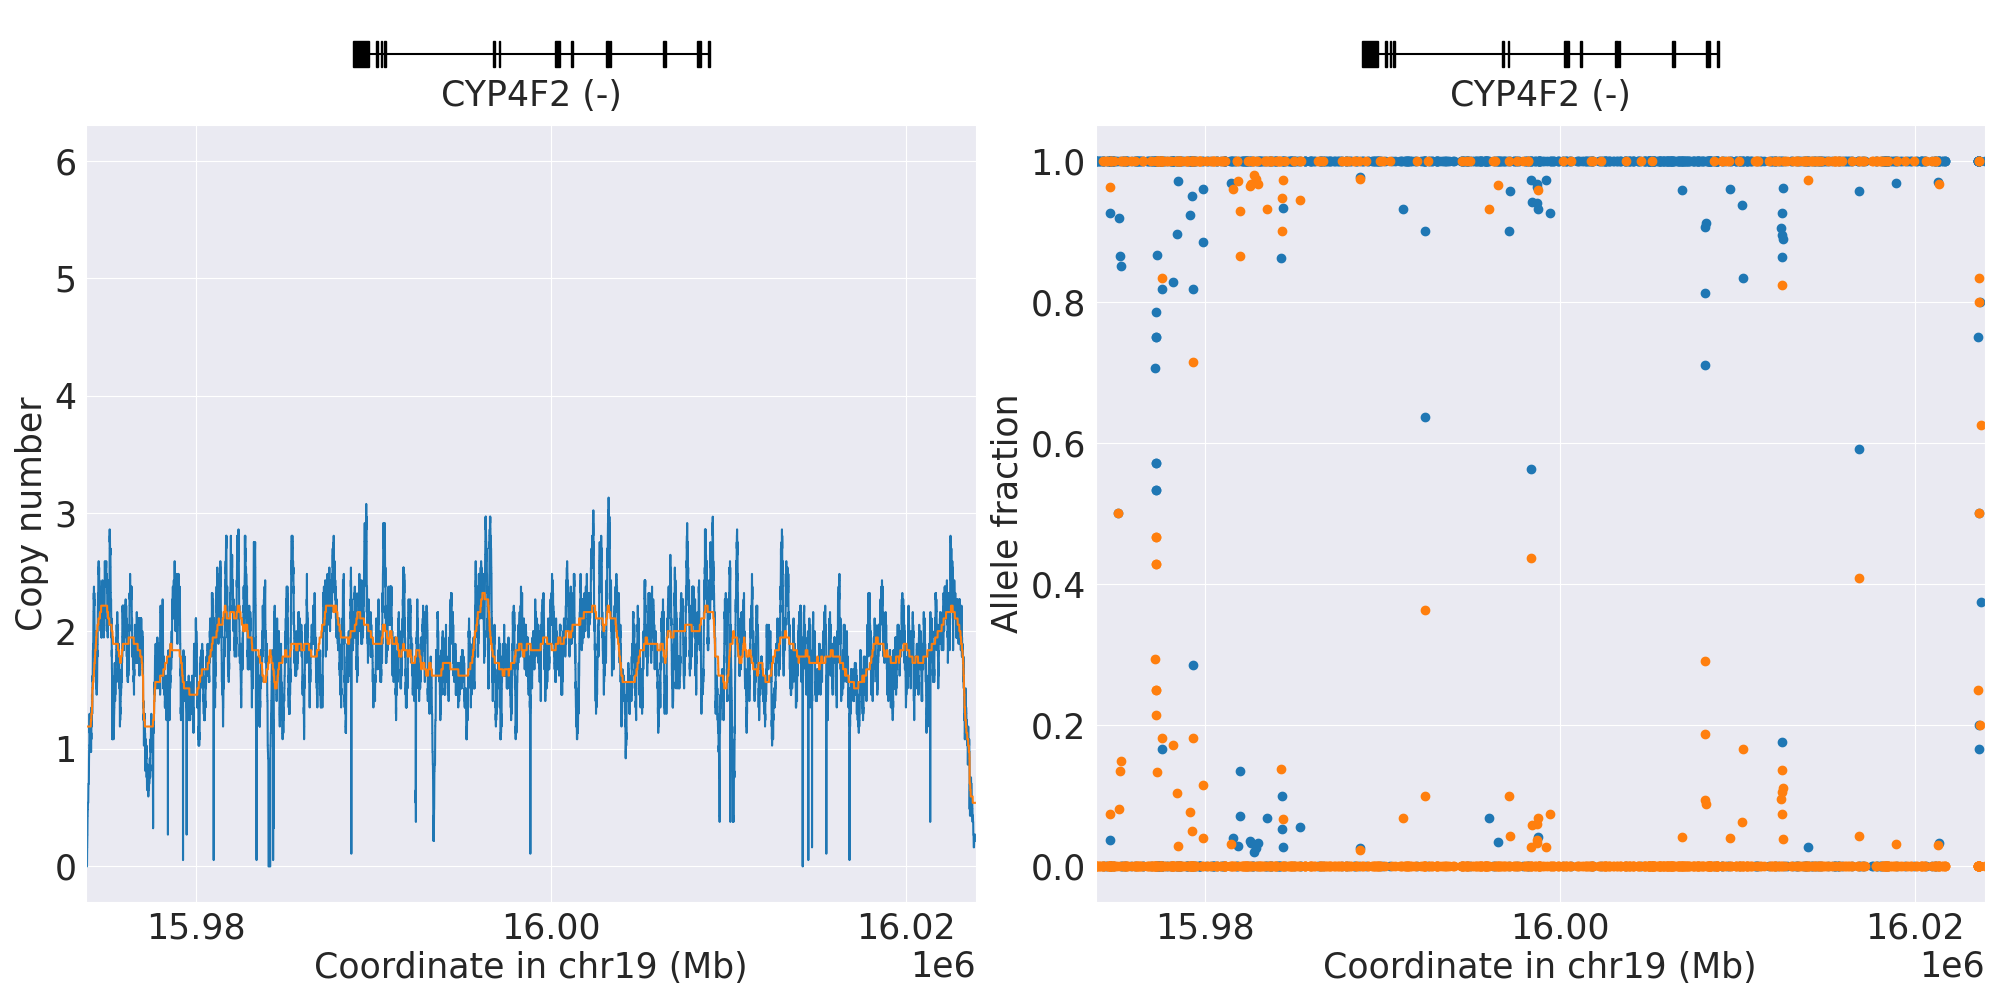 CYP4F2 (-)
6
5
4
3
2
1
0
Copy number
15.98
16.00
16.02
Coordinate in chr19 (Mb)
1e6
CYP4F2 (-)
1.0
0.8
0.6
0.4
0.2
0.0
Allele fraction
15.98
16.00
16.02
Coordinate in chr19 (Mb)
1e6